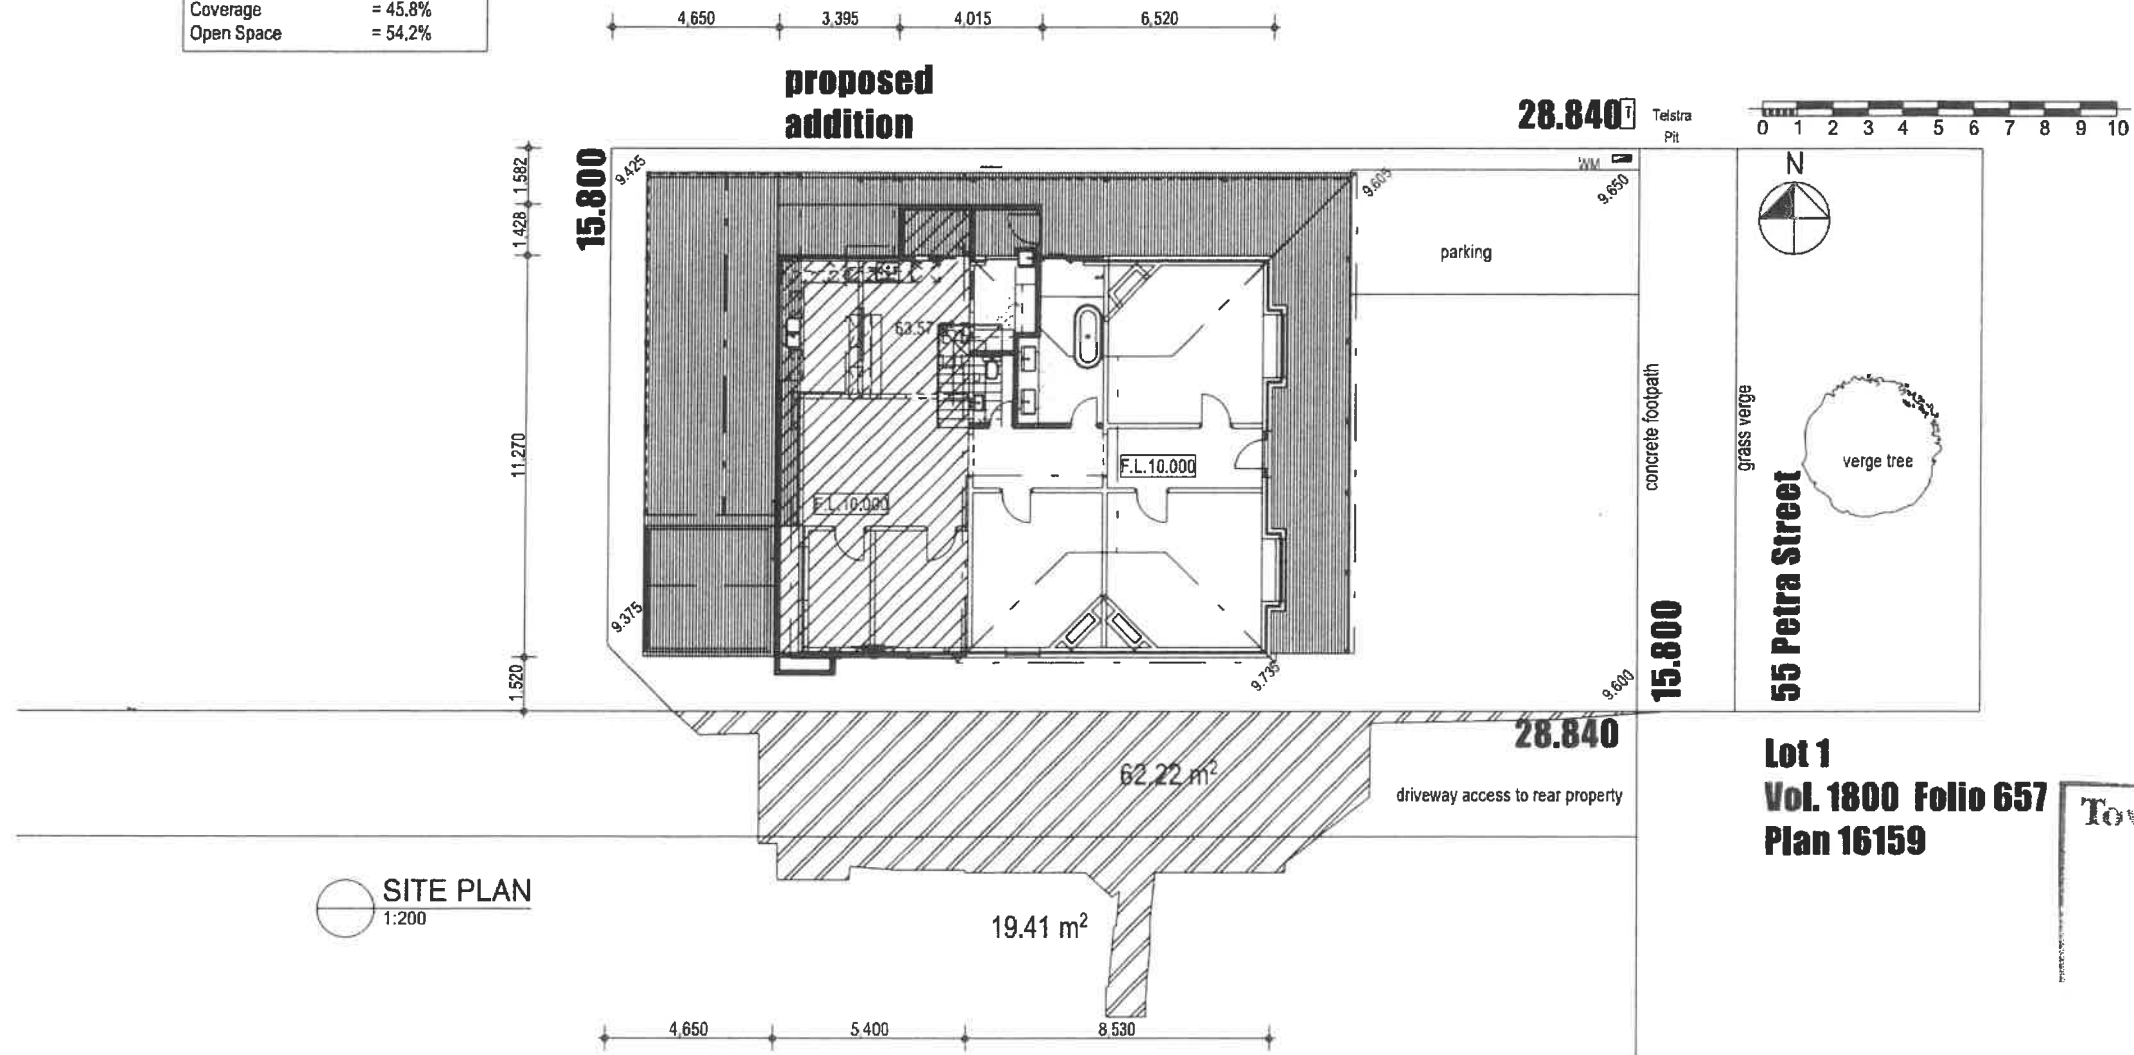 Coverage = 45.8%
Open Space = 54.2%
4,650 3,395 4,015 6,520
proposed
addition
28.840 T Telstra
Pit
0 1 2 3 4 5 6 7 8 9 10
N
WM
15.800
9.425
9.605
9.650
1.582
1.428
11.270
1.520
parking
63.57
F.L.10.000
F.L.10.000
concrete footpath
grass verge
verge tree
55 Petra Street
9.375
9.735
9.600
15.800
28.840
62.22 m²
driveway access to rear property
Lot 1
Vol. 1800 Folio 657
Plan 16159
SITE PLAN
1:200
19.41 m²
4,650 5.400 8,530